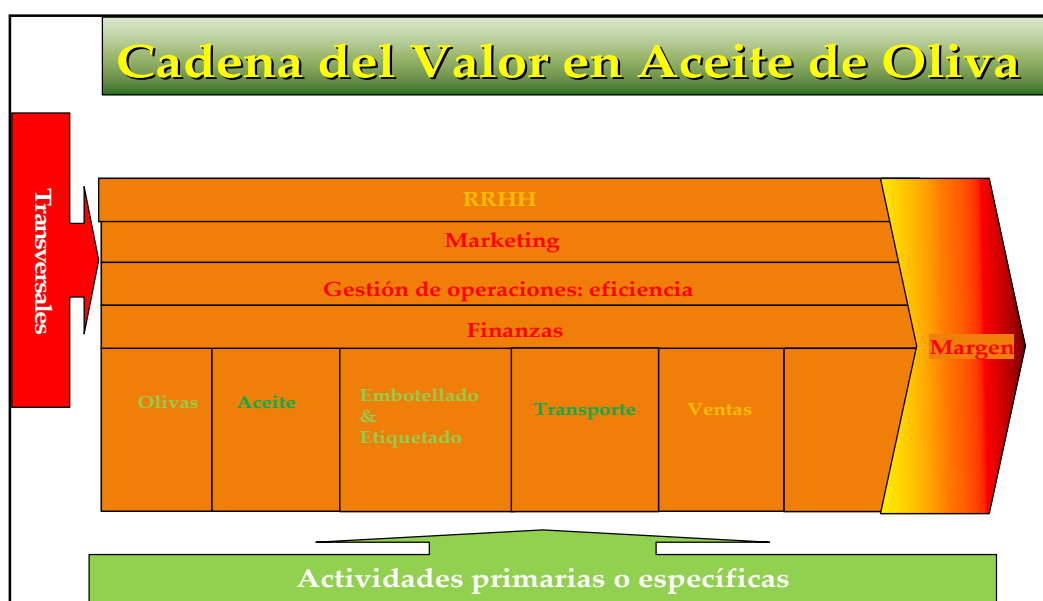 Cadena del Valor en Aceite de Oliva
Transversales
RRHH
Marketing
Gestión de operaciones: eficiencia
Finanzas
Margen
Olivas
Aceite
Embotellado
&
Etiquetado
Transporte
Ventas
Actividades primarias o específicas